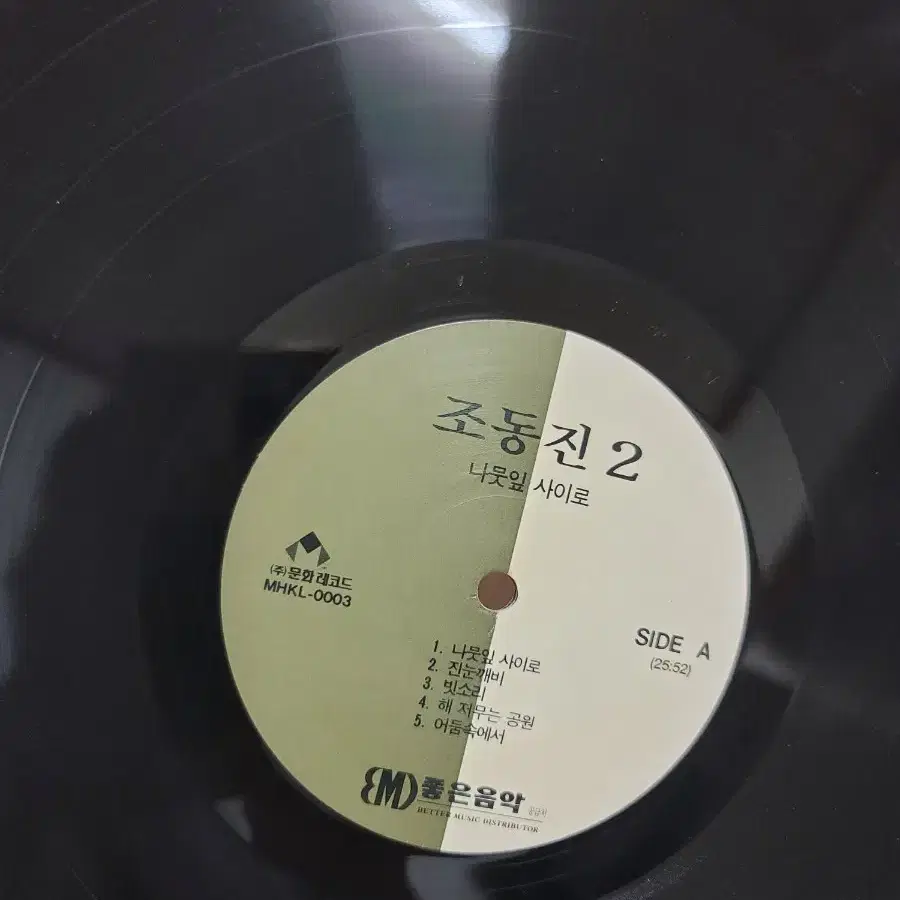 조동진 2
나뭇잎 사이로
(주)문화레코드
MHKL-0003
SIDE A
(25:52)
1. 나뭇잎 사이로
2. 진눈깨비
3. 빗소리
4. 해 저무는 공원
5. 어둠속에서
좋은음악 공급처
BETTER MUSIC DISTRIBUTOR